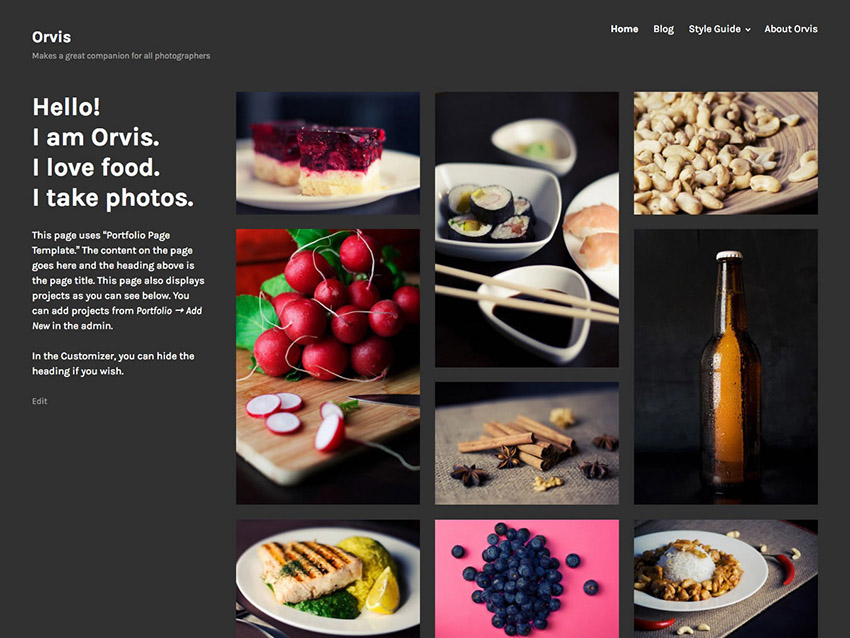 Orvis
Makes a great companion for all photographers
Home Blog Style Guide About Orvis
Hello!
I am Orvis.
I love food.
I take photos.
This page uses “Portfolio Page
Template.” The content on the page
goes here and the heading above is
the page title. This page also displays
projects as you can see below. You
can add projects from Portfolio → Add
New in the admin.
In the Customizer, you can hide the
heading if you wish.
Edit